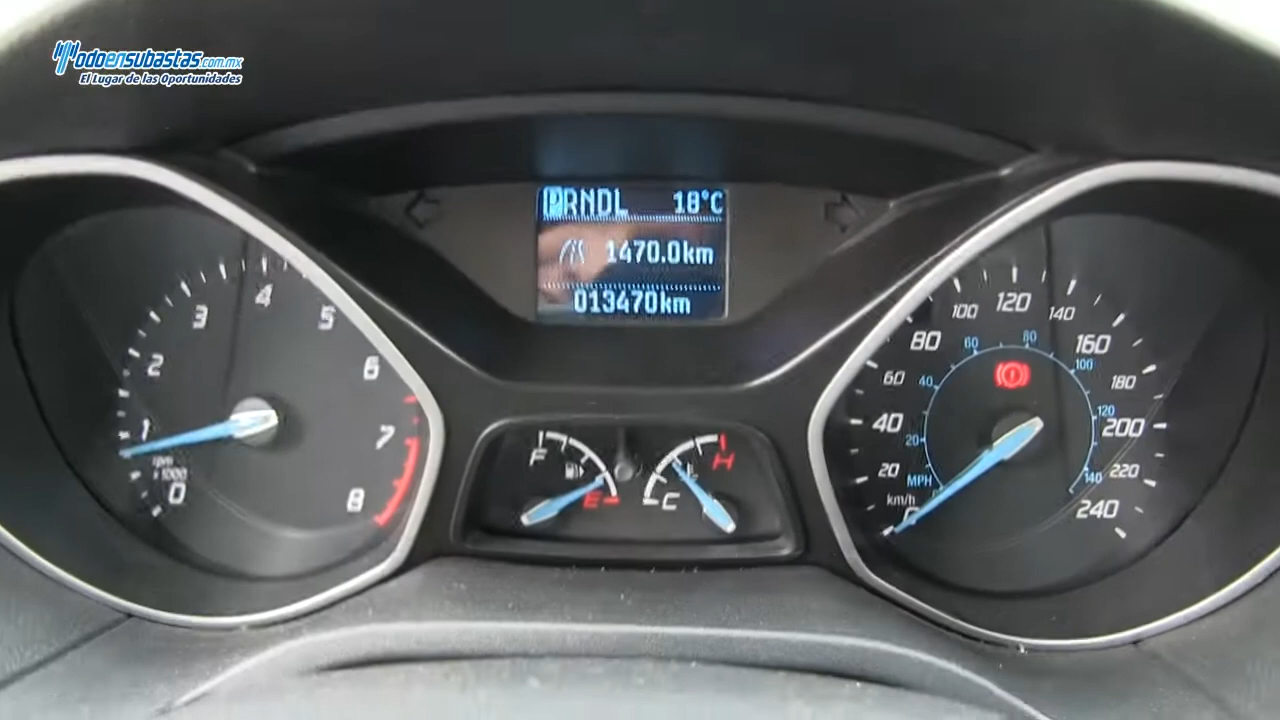 Todoensubastas.com.mx
El Lugar de las Oportunidades
PRNDL 18°C
1470.0km
013470km
0
1
2
3
4
5
6
7
8
rpm
x1000
F
E
C
H
km/h
20
40
60
80
100
120
140
160
180
200
220
240
MPH
20
40
60
80
100
120
140